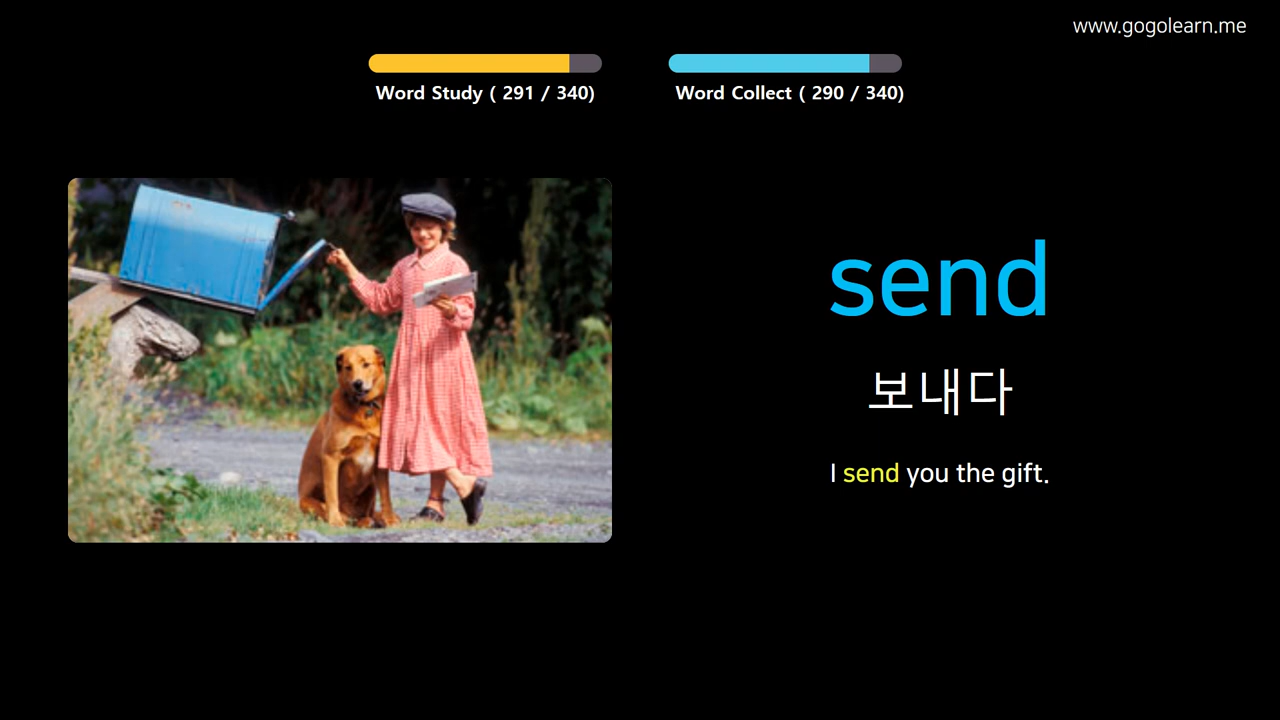 www.gogolearn.me
Word Study ( 291 / 340)
Word Collect ( 290 / 340)
send
보내다
I send you the gift.